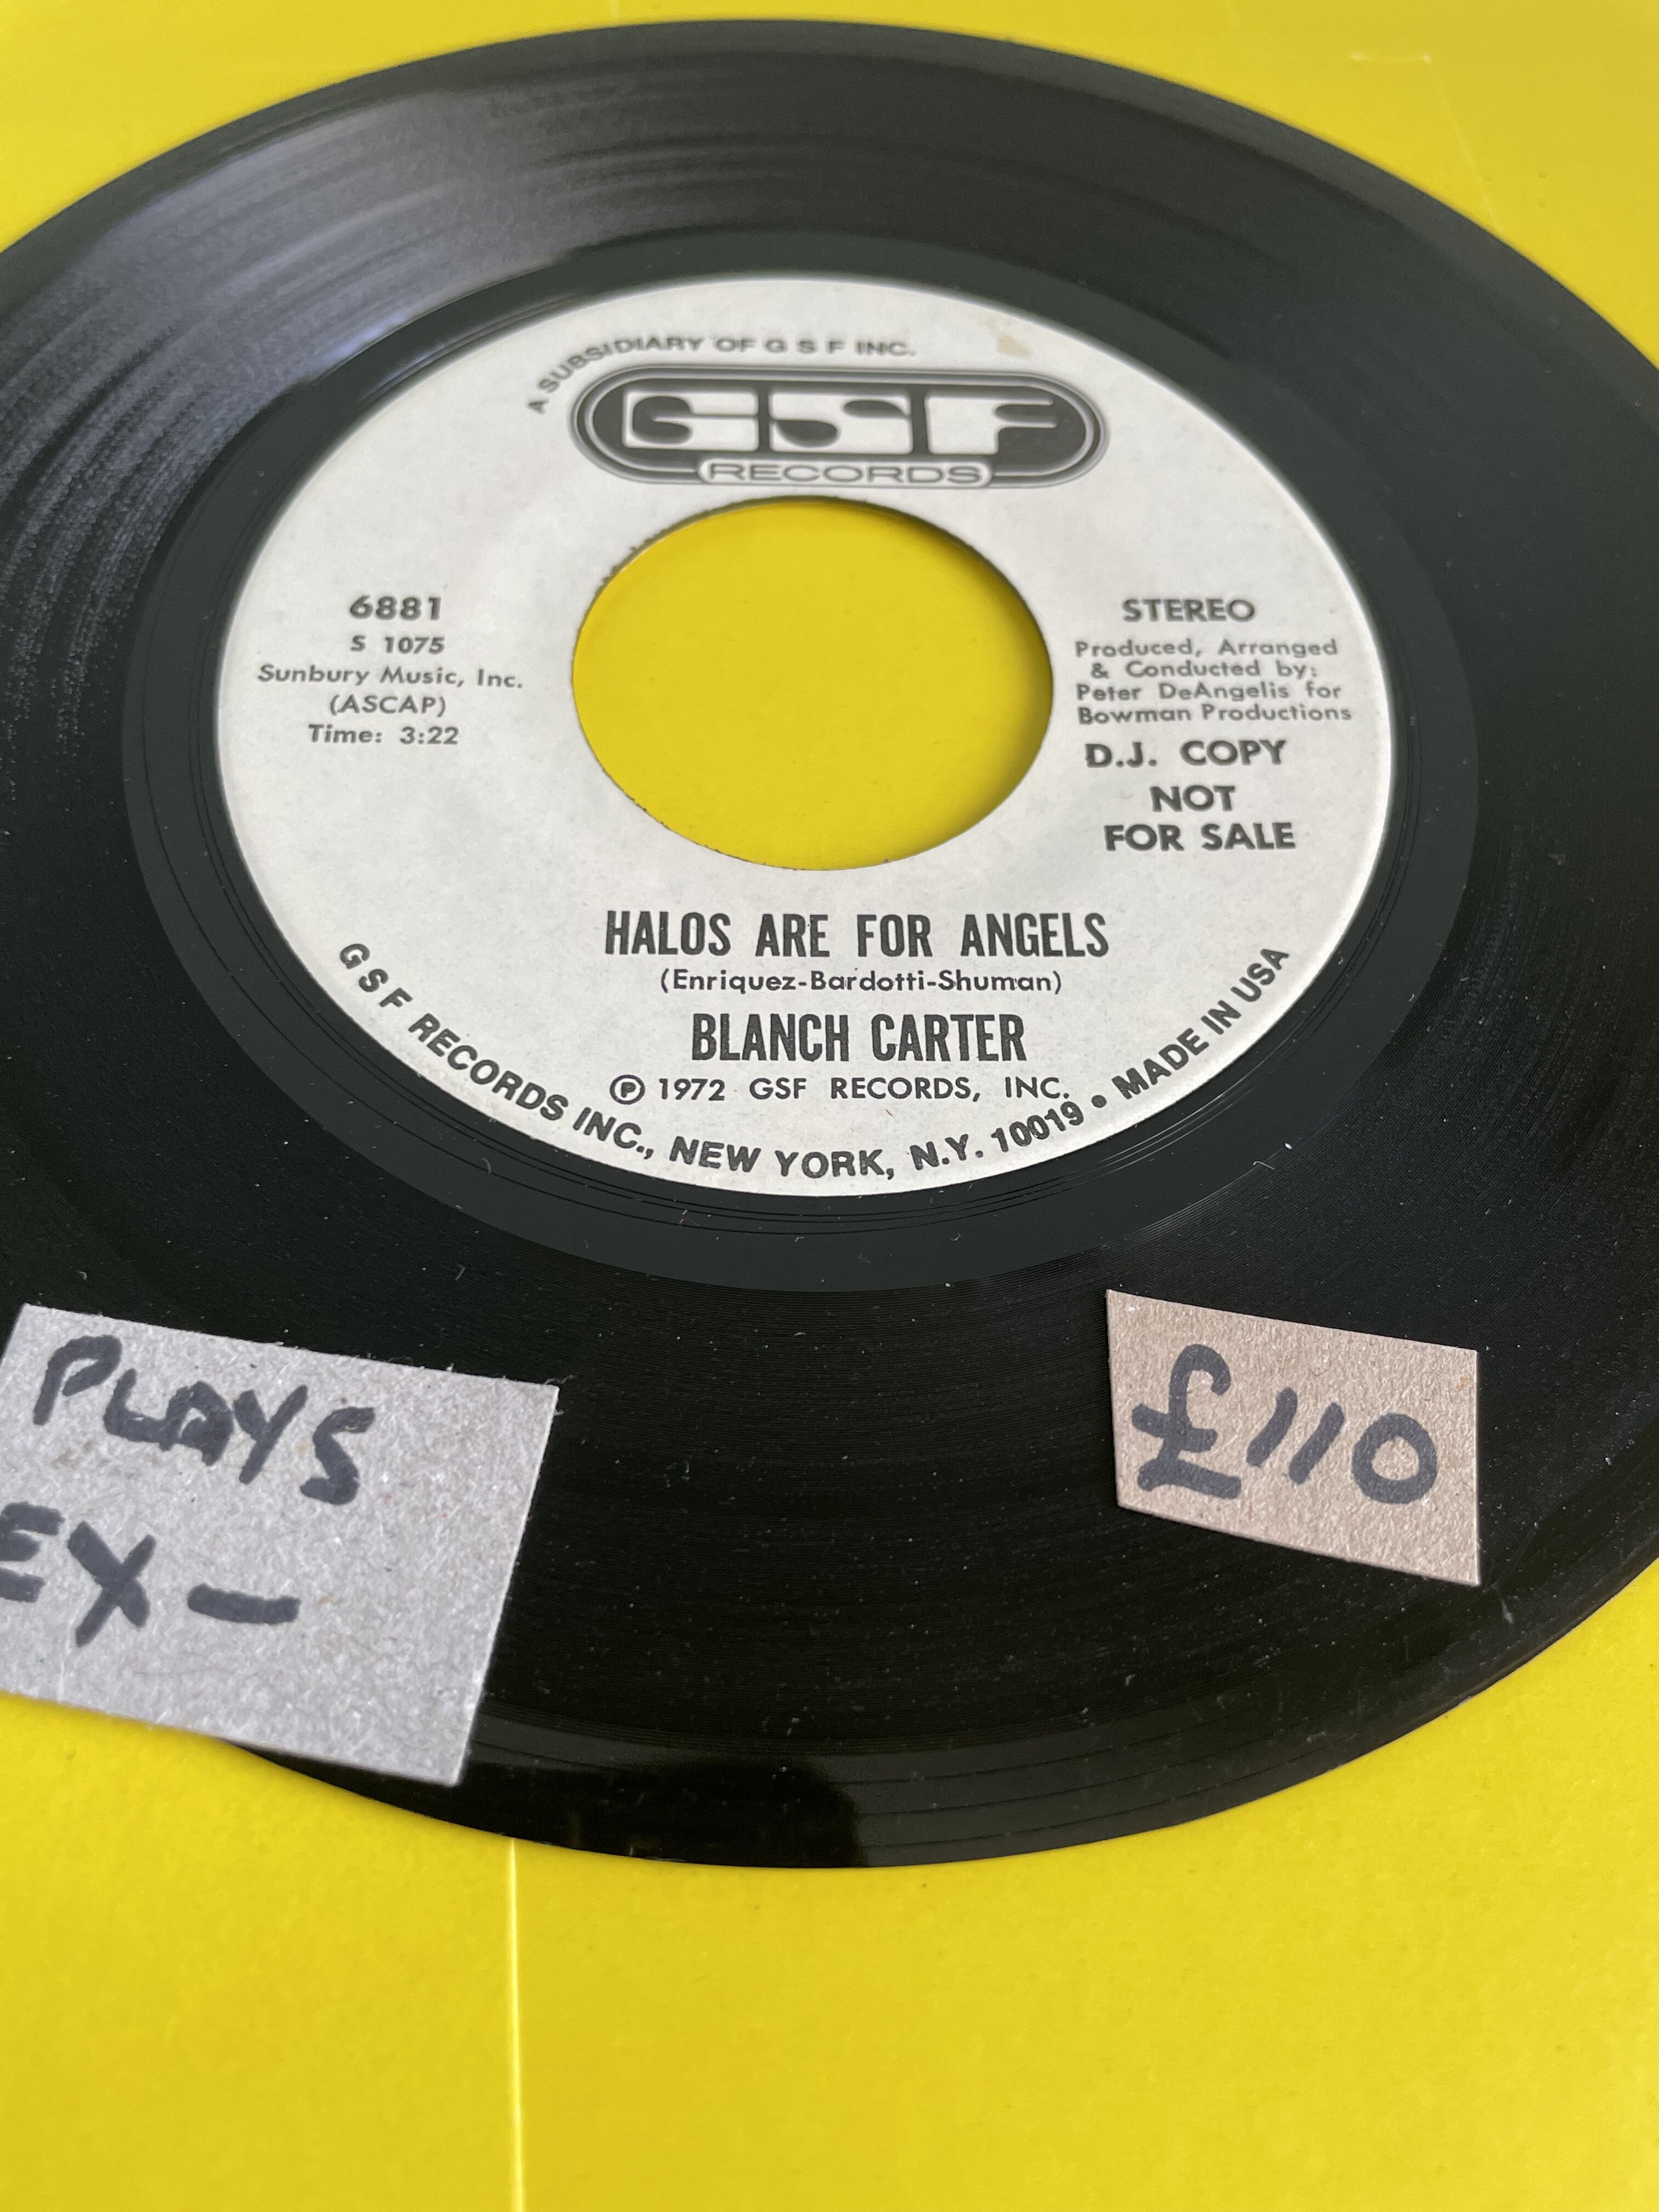 A SUBSIDIARY OF G S F INC.
GSF
RECORDS
6881
S 1075
Sunbury Music, Inc.
(ASCAP)
Time: 3:22
STEREO
Produced, Arranged
& Conducted by:
Peter DeAngelis for
Bowman Productions
D.J. COPY
NOT
FOR SALE
HALOS ARE FOR ANGELS
(Enriquez-Bardotti-Shuman)
BLANCH CARTER
℗ 1972 GSF RECORDS, INC.
G S F RECORDS INC., NEW YORK, N.Y. 10019 • MADE IN USA
PLAYS
EX-
£110